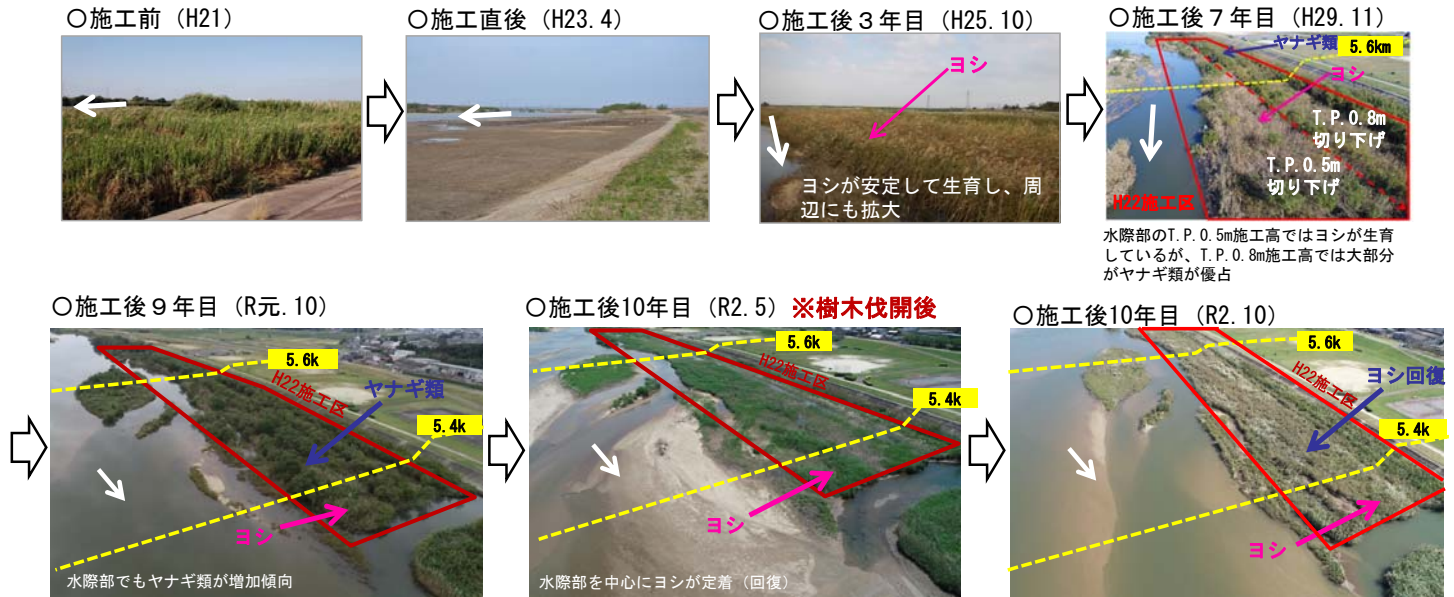 ○施工前 (H21)
○施工直後 (H23.4)
○施工後３年目 (H25.10)
ヨシ
ヨシが安定して生育し、周
辺にも拡大
○施工後７年目 (H29.11)
ヤナギ類
5.6km
ヨシ
T.P.0.8m
切り下げ
T.P.0.5m
切り下げ
H22施工区
水際部のT.P.0.5m施工高ではヨシが生育
しているが、T.P.0.8m施工高では大部分
がヤナギ類が優占
○施工後９年目 (R元.10)
5.6k
H22施工区
ヤナギ類
5.4k
ヨシ
水際部でもヤナギ類が増加傾向
○施工後10年目 (R2.5) ※樹木伐開後
5.6k
H22施工区
5.4k
ヨシ
水際部を中心にヨシが定着（回復）
○施工後10年目 (R2.10)
5.6k
H22施工区
ヨシ回復
5.4k
ヨシ